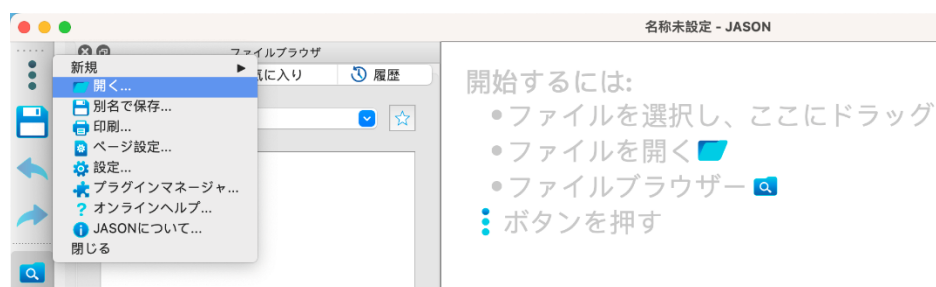 名称未設定 - JASON
ファイルブラウザ
新規
開く...
別名で保存...
印刷...
ページ設定...
設定...
プラグインマネージャ...
オンラインヘルプ...
JASONについて...
閉じる
に入り
履歴
開始するには:
•ファイルを選択し、ここにドラッグ
•ファイルを開く
•ファイルブラウザー
ボタンを押す